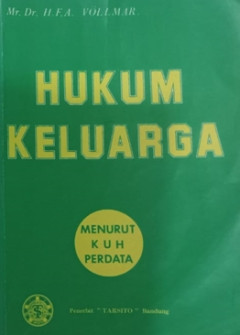 Mr. Dr. H.F.A. VOLLMAR.
HUKUM
KELUARGA
MENURUT
K U H
PERDATA
Penerbit "TARSITO" Bandung